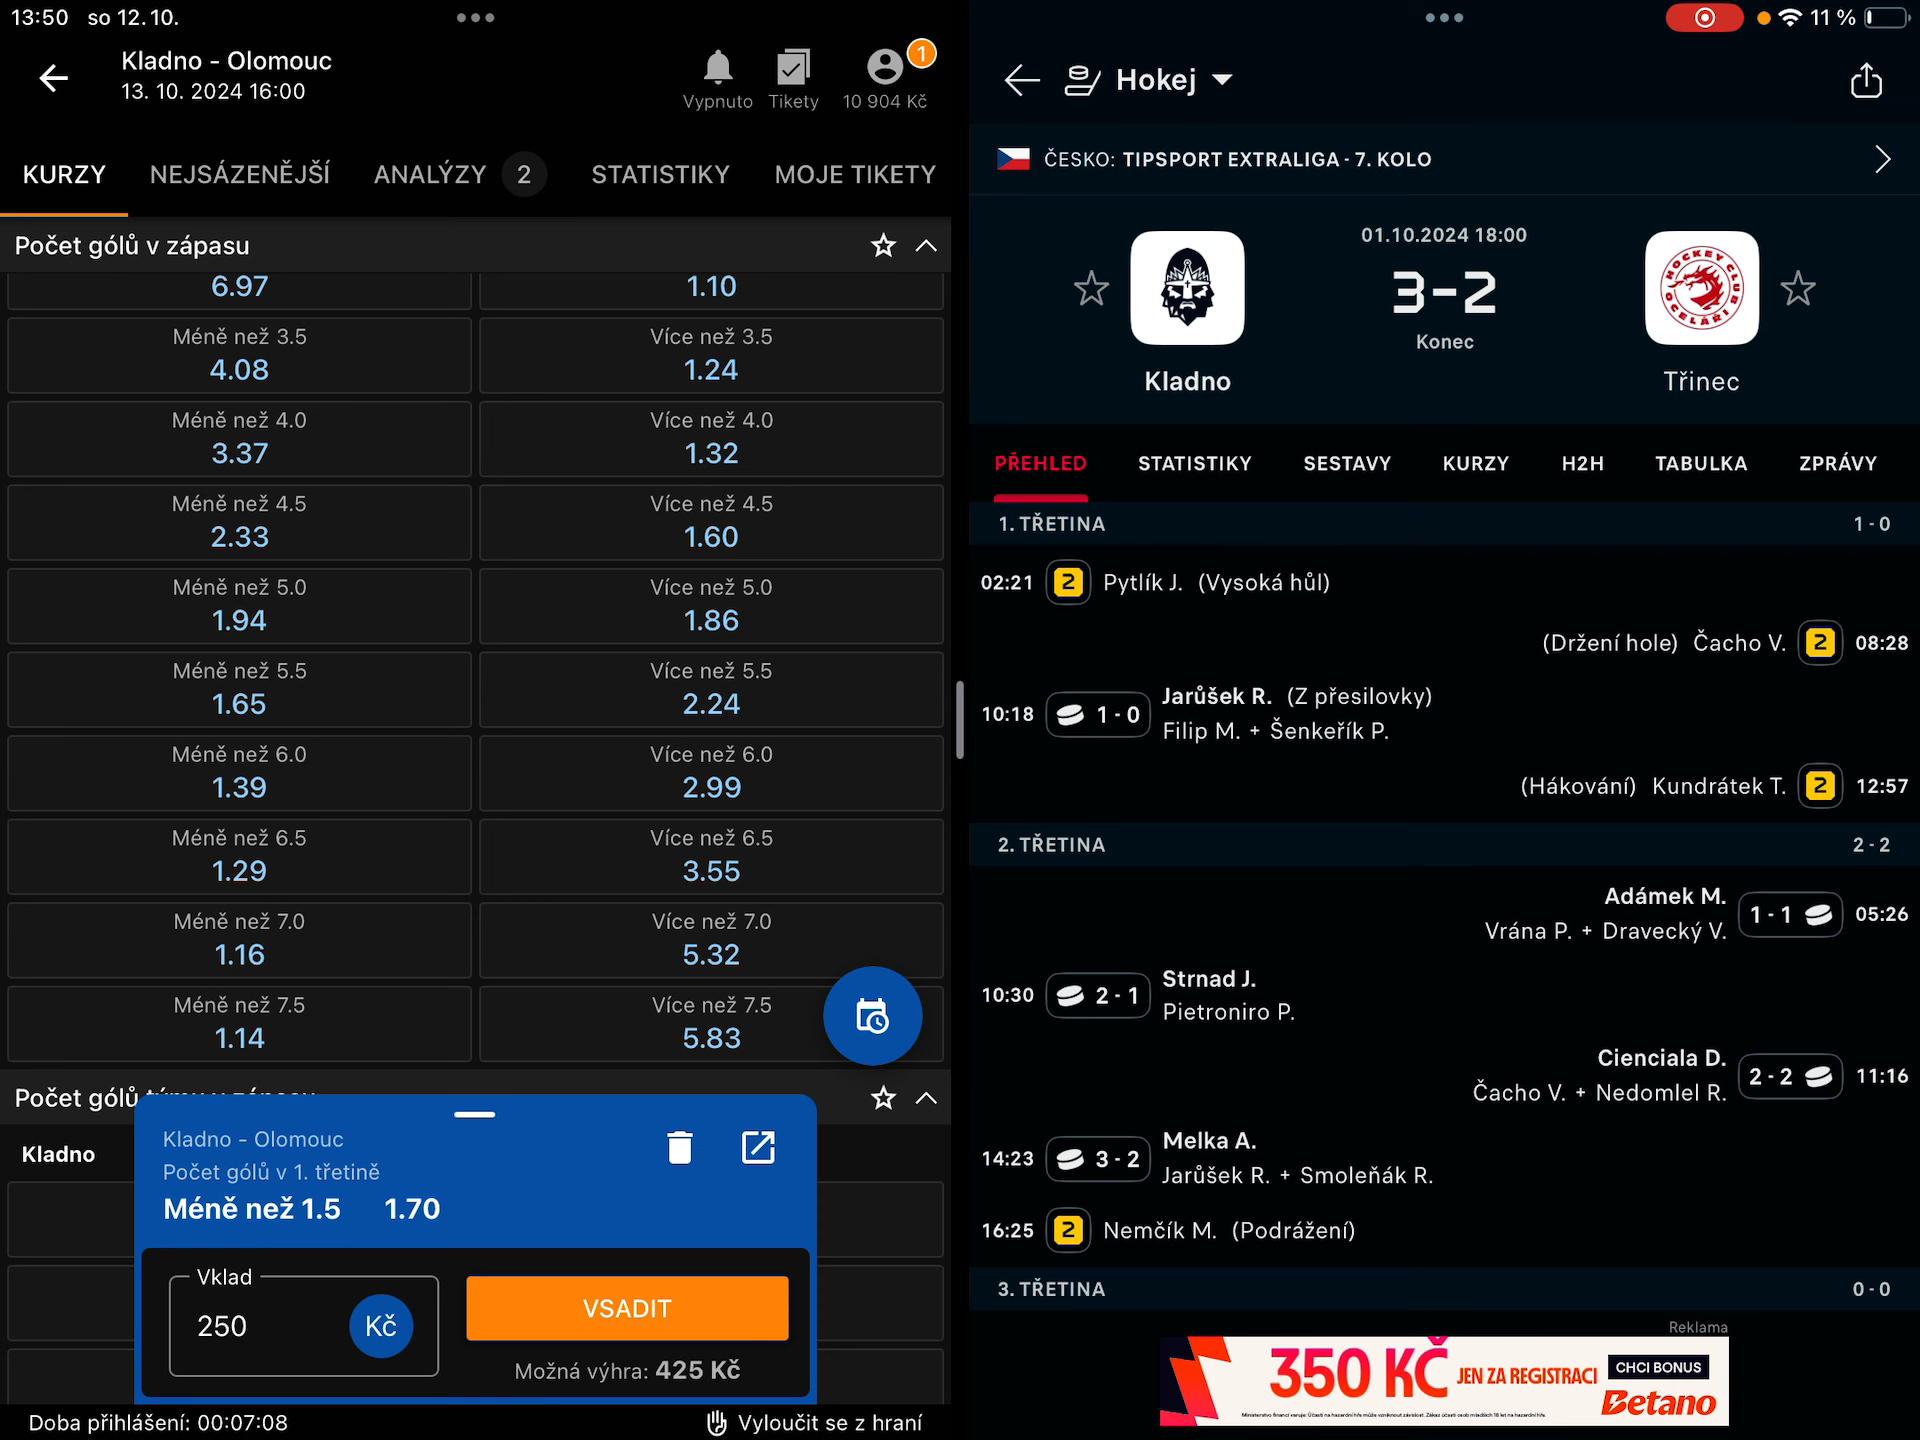 13:50 so 12.10.
Kladno - Olomouc
13. 10. 2024 16:00
Vypnuto
Tikety
1
10 904 Kč
KURZY NEJSÁZENĚJŠÍ ANALÝZY 2 STATISTIKY MOJE TIKETY
Počet gólů v zápasu
6.97 1.10
Méně než 3.5 Více než 3.5
4.08 1.24
Méně než 4.0 Více než 4.0
3.37 1.32
Méně než 4.5 Více než 4.5
2.33 1.60
Méně než 5.0 Více než 5.0
1.94 1.86
Méně než 5.5 Více než 5.5
1.65 2.24
Méně než 6.0 Více než 6.0
1.39 2.99
Méně než 6.5 Více než 6.5
1.29 3.55
Méně než 7.0 Více než 7.0
1.16 5.32
Méně než 7.5 Více než 7.5
1.14 5.83
Počet gólů týmu v zápasu
Kladno
Kladno - Olomouc
Počet gólů v 1. třetině
Méně než 1.5 1.70
Vklad
250 Kč
VSADIT
Možná výhra: 425 Kč
Doba přihlášení: 00:07:08 Vyloučit se z hraní
11 %
Hokej
ČESKO: TIPSPORT EXTRALIGA - 7. KOLO
01.10.2024 18:00
3-2
Konec
Kladno
HOCKEY CLUB
OCELÁŘI
Třinec
PŘEHLED STATISTIKY SESTAVY KURZY H2H TABULKA ZPRÁVY
1. TŘETINA 1 - 0
02:21 2 Pytlík J. (Vysoká hůl)
(Držení hole) Čacho V. 2 08:28
10:18 1 - 0 Jarůšek R. (Z přesilovky)
Filip M. + Šenkeřík P.
(Hákování) Kundrátek T. 2 12:57
2. TŘETINA 2 - 2
Adámek M. 1 - 1 05:26
Vrána P. + Dravecký V.
10:30 2 - 1 Strnad J.
Pietroniro P.
Cienciala D. 2 - 2 11:16
Čacho V. + Nedomlel R.
14:23 3 - 2 Melka A.
Jarůšek R. + Smoleňák R.
16:25 2 Nemčík M. (Podrážení)
3. TŘETINA 0 - 0
Reklama
350 KČ JEN ZA REGISTRACI
CHCI BONUS
Betano